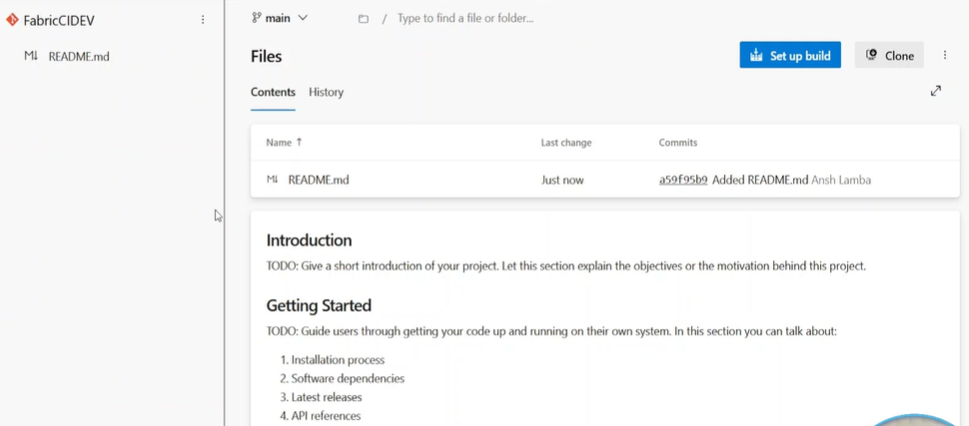 FabricCIDEV
README.md
main
/ Type to find a file or folder...
Files
Set up build
Clone
Contents History
Name ↑ Last change Commits
README.md Just now a59f95b9 Added README.md Ansh Lamba
Introduction
TODO: Give a short introduction of your project. Let this section explain the objectives or the motivation behind this project.
Getting Started
TODO: Guide users through getting your code up and running on their own system. In this section you can talk about:
1. Installation process
2. Software dependencies
3. Latest releases
4. API references